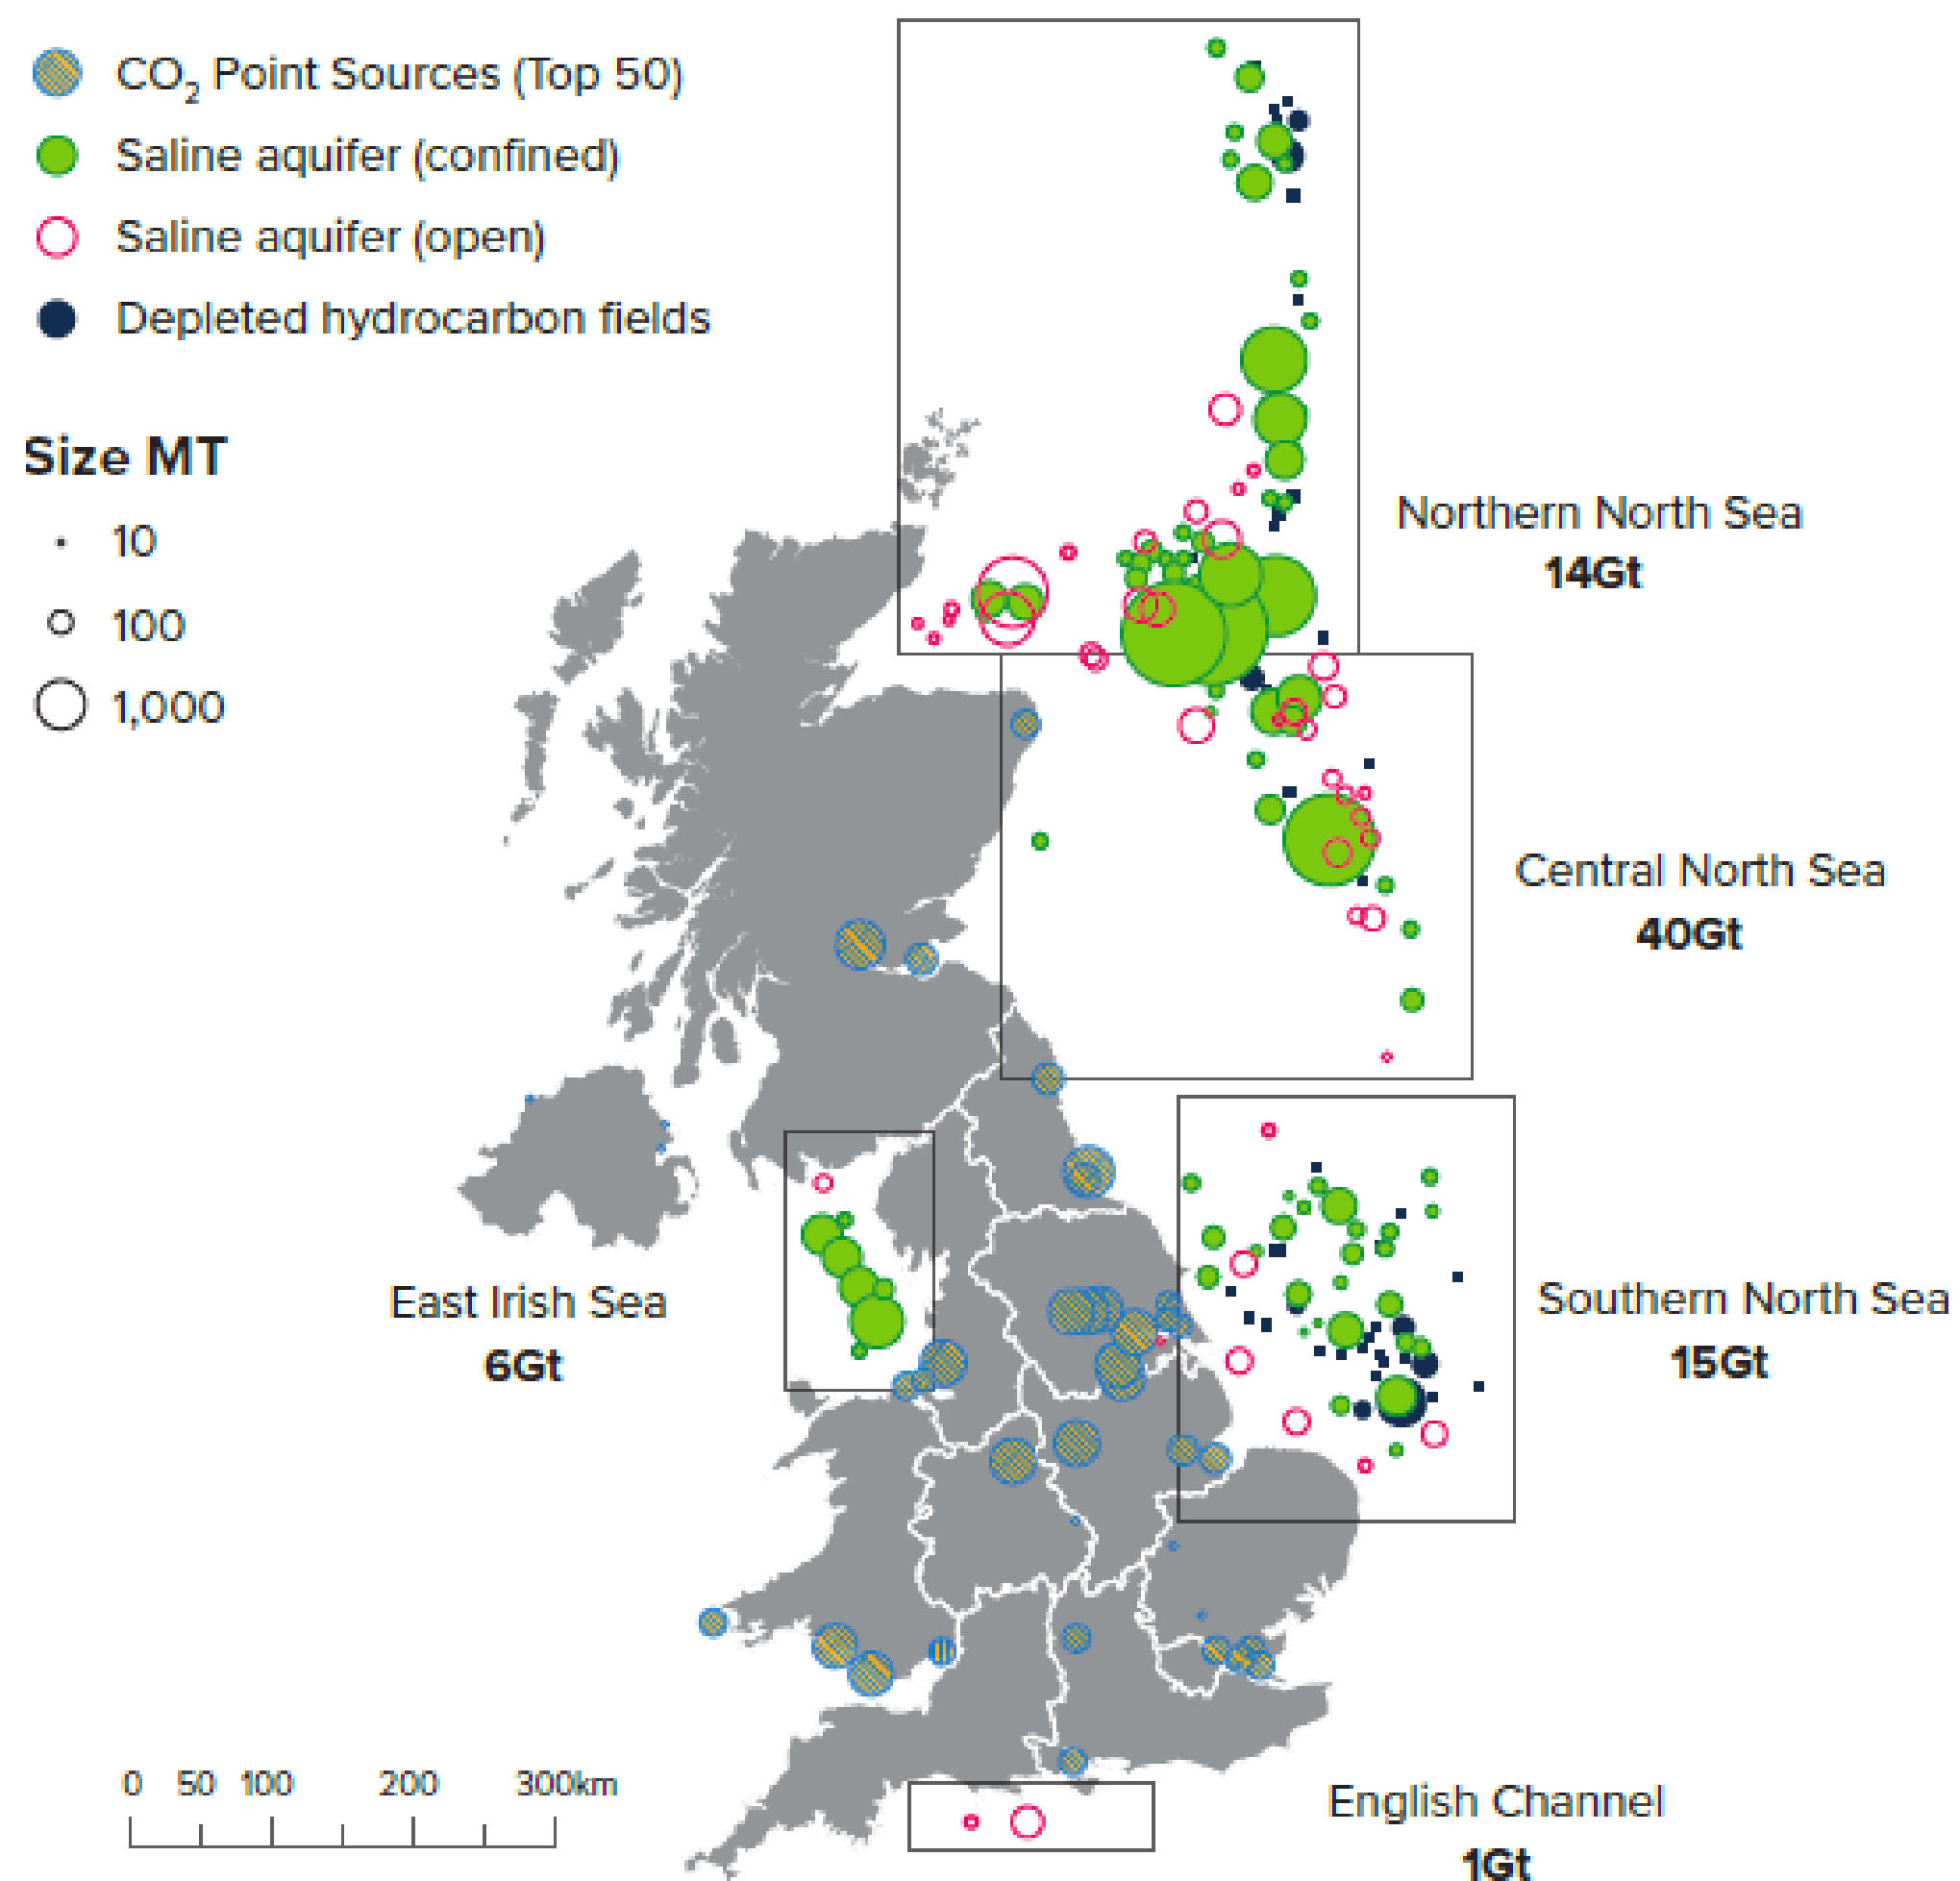 CO₂ Point Sources (Top 50)
Saline aquifer (confined)
Saline aquifer (open)
Depleted hydrocarbon fields
Size MT
10
100
1,000
Northern North Sea
14Gt
Central North Sea
40Gt
East Irish Sea
6Gt
Southern North Sea
15Gt
0 50 100 200 300km
English Channel
1Gt